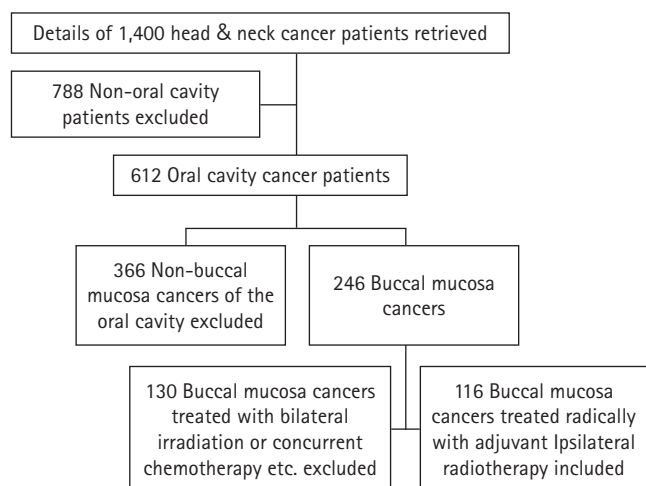 Details of 1,400 head & neck cancer patients retrieved
788 Non-oral cavity
patients excluded
612 Oral cavity cancer patients
366 Non-buccal
mucosa cancers of the
oral cavity excluded
246 Buccal mucosa
cancers
130 Buccal mucosa cancers
treated with bilateral
irradiation or concurrent
chemotherapy etc. excluded
116 Buccal mucosa
cancers treated radically
with adjuvant Ipsilateral
radiotherapy included